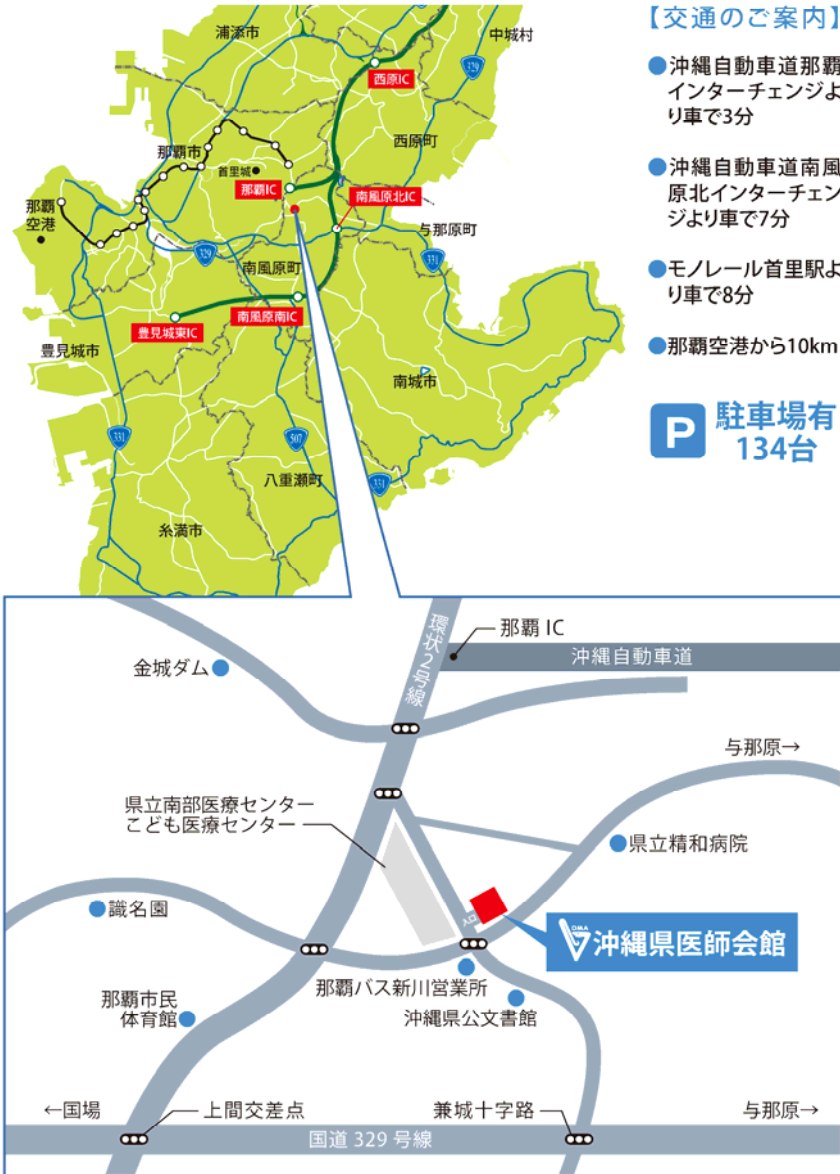 浦添市
中城村
329
西原IC
西原町
那覇市
首里城
那覇IC
南風原北IC
那覇
空港
与那原町
329
331
南風原町
南風原南IC
豊見城東IC
豊見城市
南城市
331
507
331
八重瀬町
糸満市
【交通のご案内】
●沖縄自動車道那覇
インターチェンジよ
り車で3分
●沖縄自動車道南風
原北インターチェン
ジより車で7分
●モノレール首里駅よ
り車で8分
●那覇空港から10km
P 駐車場有
134台
環状2号線
那覇 IC
沖縄自動車道
金城ダム
与那原→
県立南部医療センター
こども医療センター
県立精和病院
識名園
入口
OMA
沖縄県医師会館
那覇バス新川営業所
那覇市民
体育館
沖縄県公文書館
←国場
上間交差点
兼城十字路
与那原→
国道 329 号線